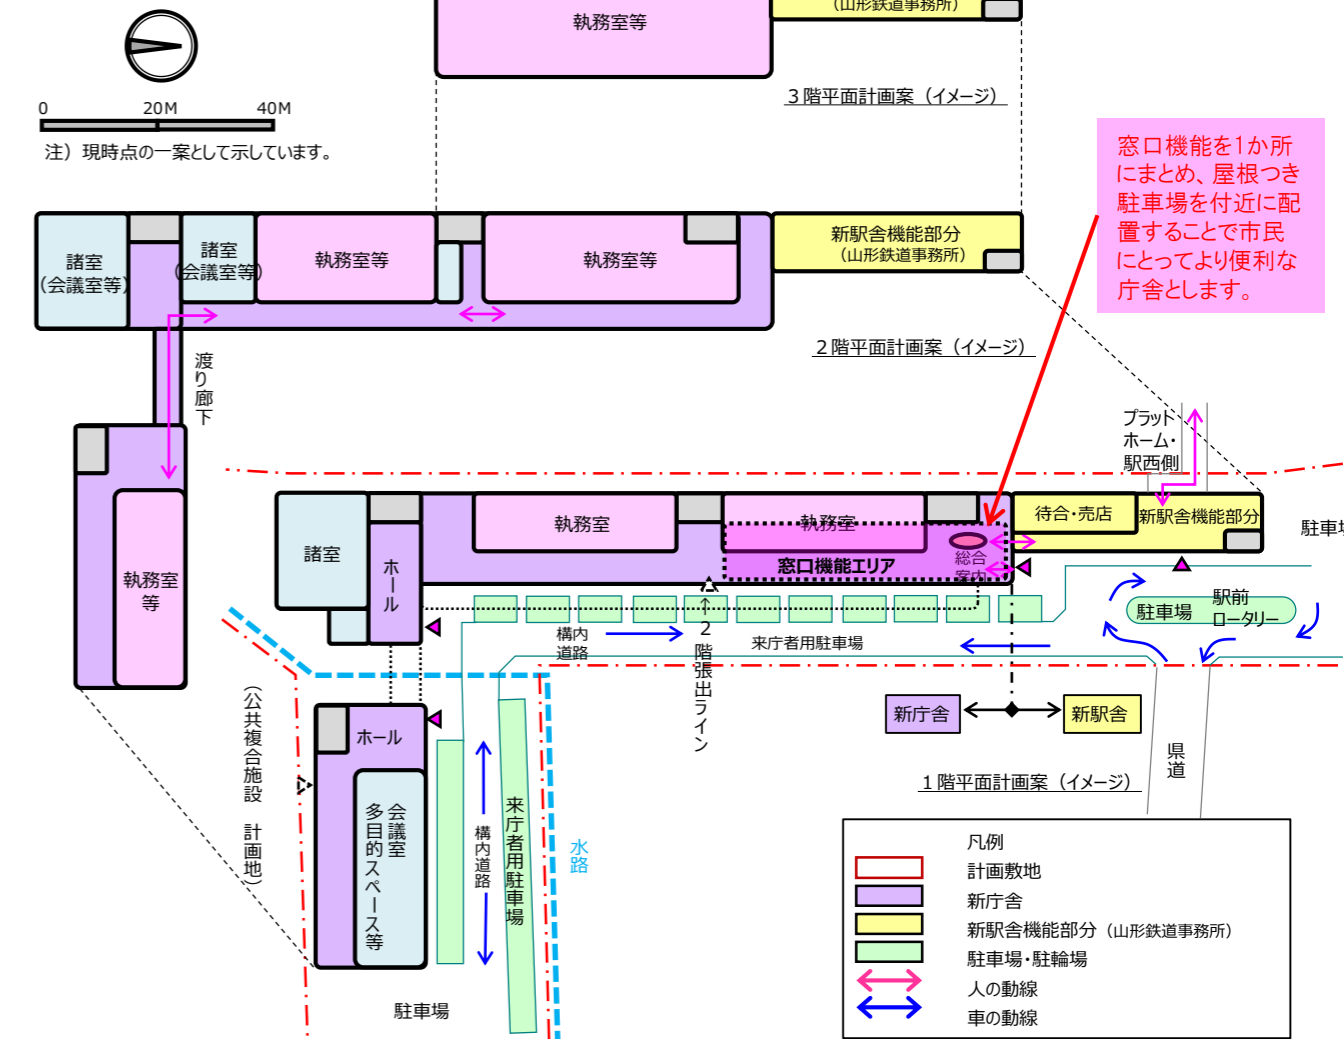 (山形鉄道事務所)
執務室等
3階平面計画案(イメージ)
0 20M 40M
注)現時点の一案として示しています。
窓口機能を1か所
にまとめ、屋根つき
駐車場を付近に配
置することで市民
にとってより便利な
庁舎とします。
諸室
(会議室等)
諸室
(会議室等)
執務室等
執務室等
新駅舎機能部分
(山形鉄道事務所)
2階平面計画案(イメージ)
渡り廊下
執務室
等
プラット
ホーム・
駅西側
諸室
ホール
執務室
執務室
窓口機能エリア
総合
案内
待合・売店
新駅舎機能部分
駐車場
駐車場
駅前
ロータリー
構内
道路
来庁者用駐車場
↑2階張出ライン
新庁舎
新駅舎
県道
1階平面計画案(イメージ)
(公共複合施設 計画地)
ホール
会議室
多目的スペース等
構内道路
来庁者用駐車場
水路
駐車場
凡例
計画敷地
新庁舎
新駅舎機能部分(山形鉄道事務所)
駐車場・駐輪場
人の動線
車の動線